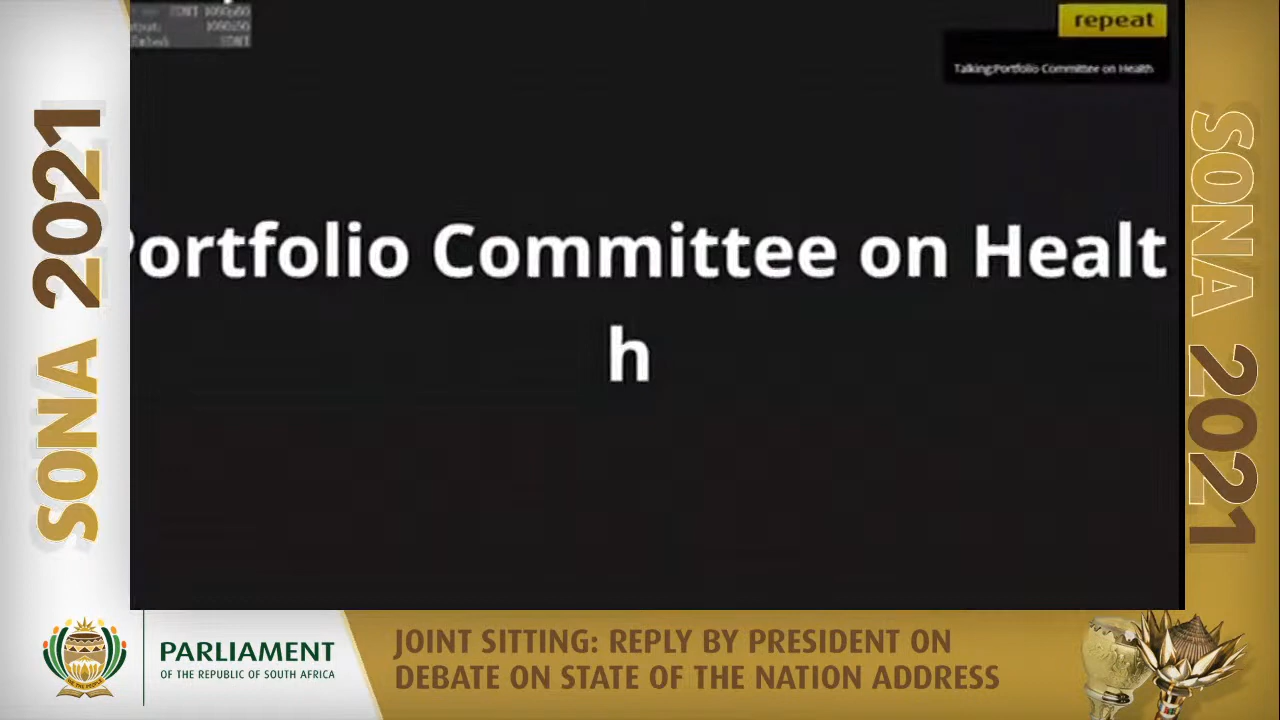 repeat
Talking:Portfolio Committee on Health
Portfolio Committee on Healt
h
SONA 2021
SONA 2021
PARLIAMENT
OF THE REPUBLIC OF SOUTH AFRICA
JOINT SITTING: REPLY BY PRESIDENT ON
DEBATE ON STATE OF THE NATION ADDRESS